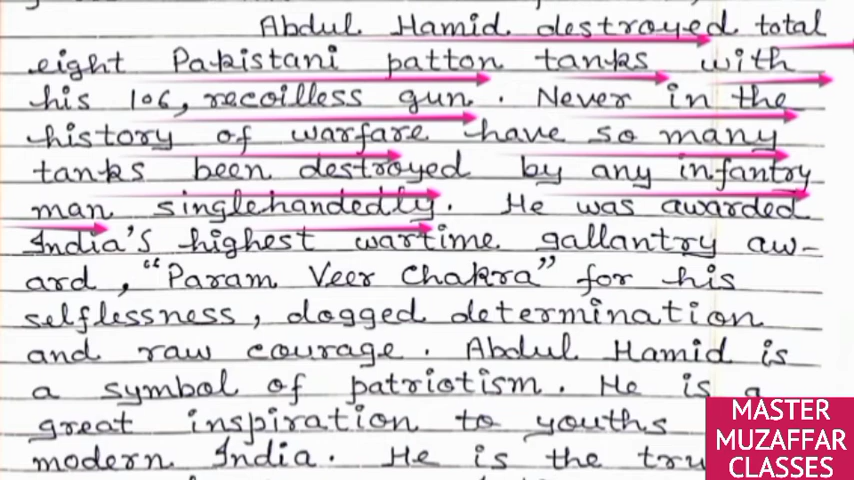 Abdul Hamid destroyed total
eight Pakistani patton tanks with
his 106, recoilless gun. Never in the
history of warfare have so many
tanks been destroyed by any infantry
man singlehandedly. He was awarded
India's highest wartime gallantry aw-
ard, "Param Veer Chakra" for his
selflessness, dogged determination
and raw courage. Abdul Hamid is
a symbol of patriotism. He is a
great inspiration to youths
modern India. He is the
MASTER
MUZAFFAR
CLASSES